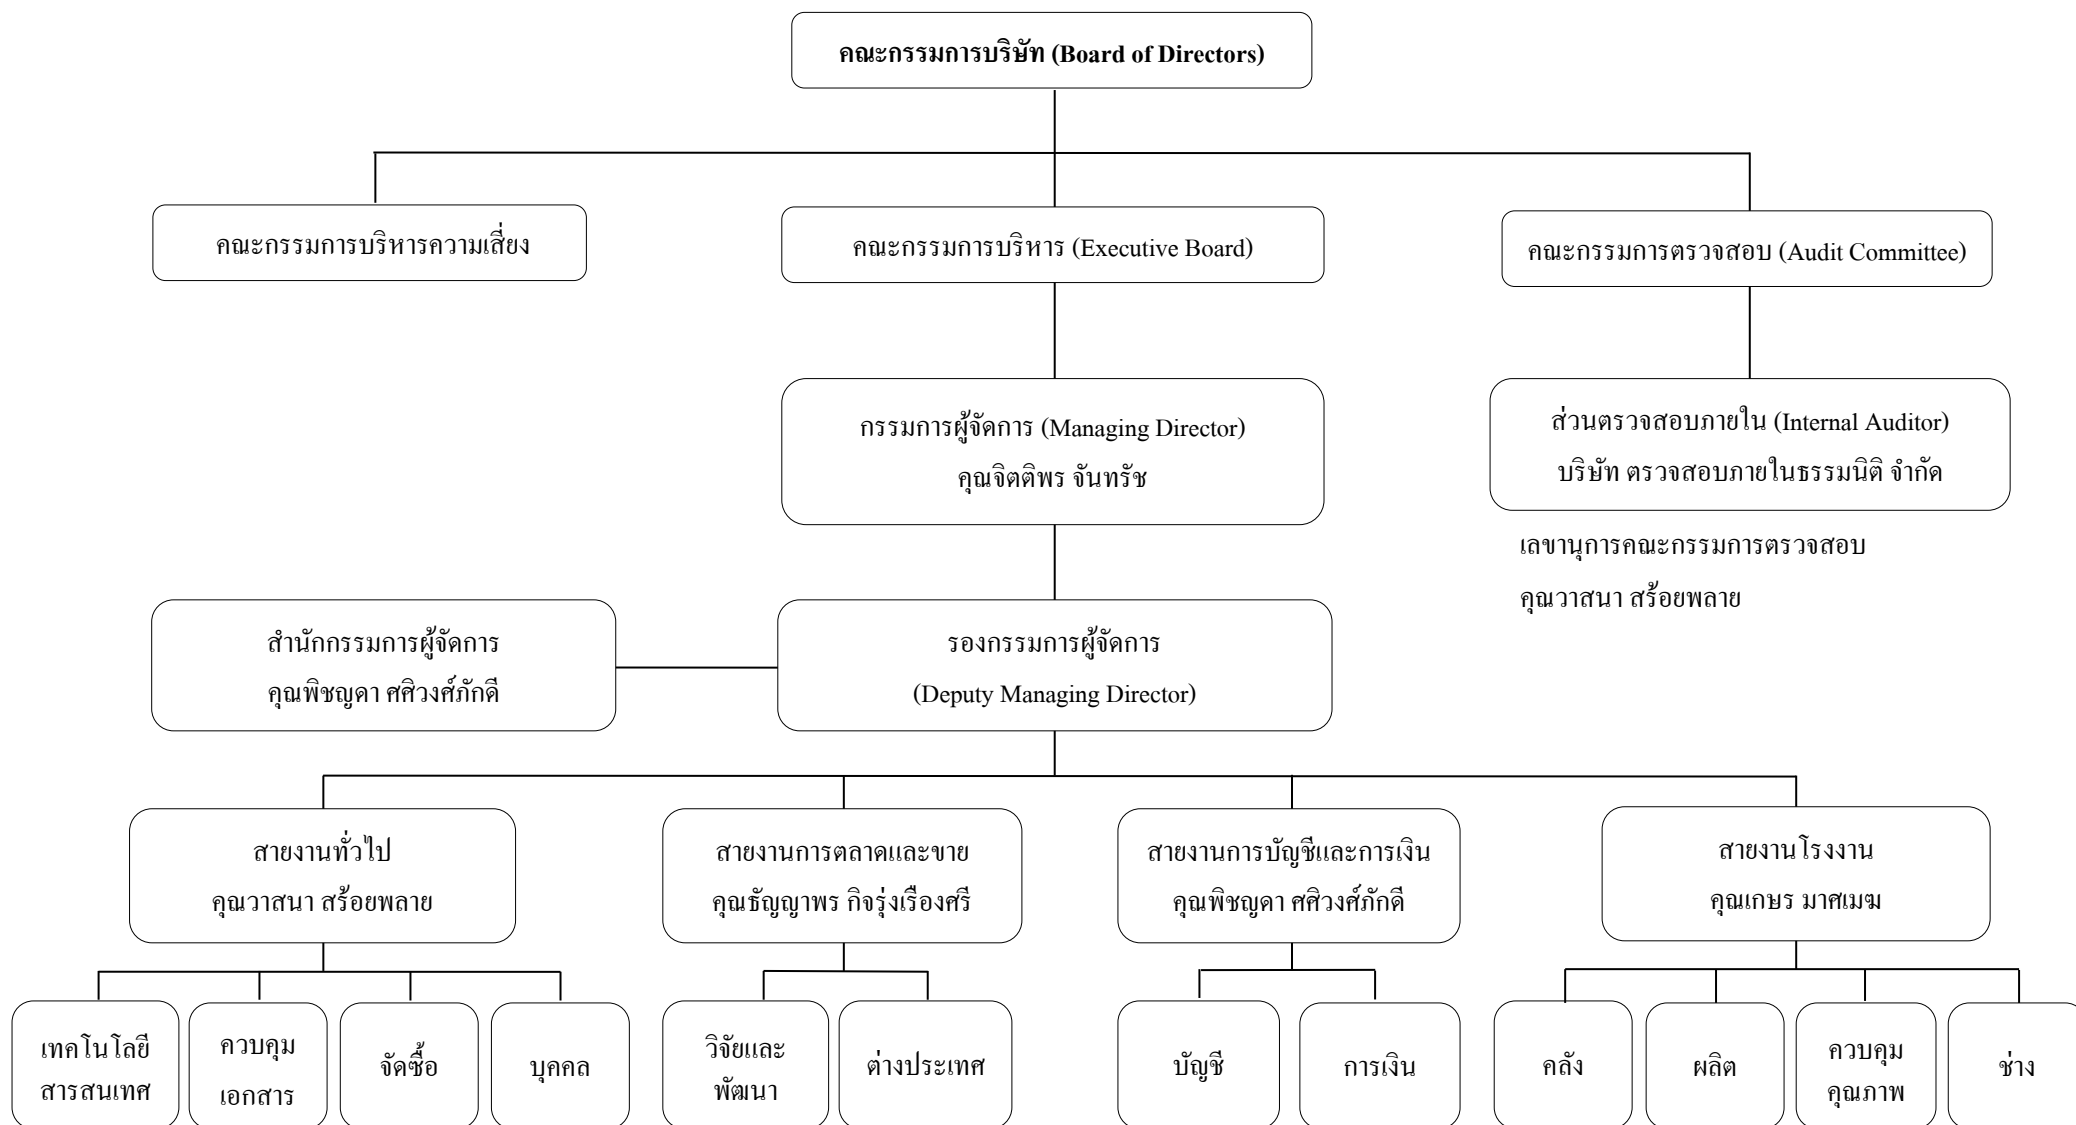 คณะกรรมการบริษัท (Board of Directors)
คณะกรรมการบริหารความเสี่ยง
คณะกรรมการบริหาร (Executive Board)
คณะกรรมการตรวจสอบ (Audit Committee)
กรรมการผู้จัดการ (Managing Director)
คุณจิตติพร จันทรัช
ส่วนตรวจสอบภายใน (Internal Auditor)
บริษัท ตรวจสอบภายในธรรมนิติ จำกัด
เลขานุการคณะกรรมการตรวจสอบ
คุณวาสนา สร้อยพลาย
สำนักกรรมการผู้จัดการ
คุณพิชญดา ศศิวงศ์ภักดี
รองกรรมการผู้จัดการ
(Deputy Managing Director)
สายงานทั่วไป
คุณวาสนา สร้อยพลาย
สายงานการตลาดและขาย
คุณธัญญาพร กิจรุ่งเรืองศรี
สายงานการบัญชีและการเงิน
คุณพิชญดา ศศิวงศ์ภักดี
สายงานโรงงาน
คุณเกษร มาศเมฆ
เทคโนโลยี
สารสนเทศ
ควบคุม
เอกสาร
จัดซื้อ
บุคคล
วิจัยและ
พัฒนา
ต่างประเทศ
บัญชี
การเงิน
คลัง
ผลิต
ควบคุม
คุณภาพ
ช่าง